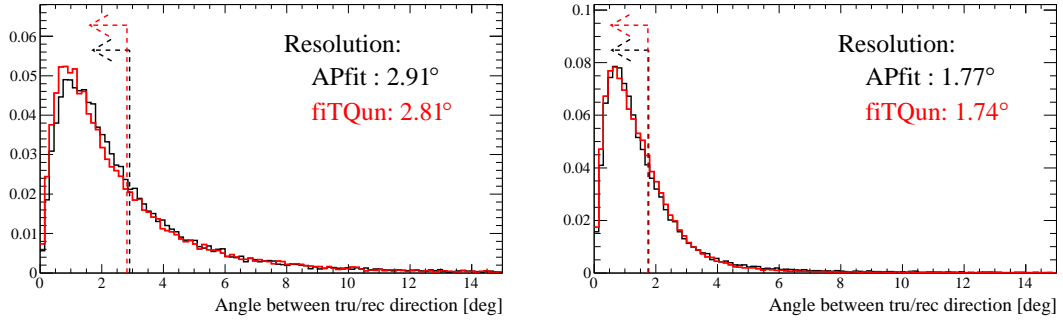 0.06
0.05
0.04
0.03
0.02
0.01
0
Resolution:
APfit : 2.91°
fiTQun: 2.81°
0 2 4 6 8 10 12 14
Angle between tru/rec direction [deg]
0.1
0.08
0.06
0.04
0.02
0.00
Resolution:
APfit : 1.77°
fiTQun: 1.74°
0 2 4 6 8 10 12 14
Angle between tru/rec direction [deg]